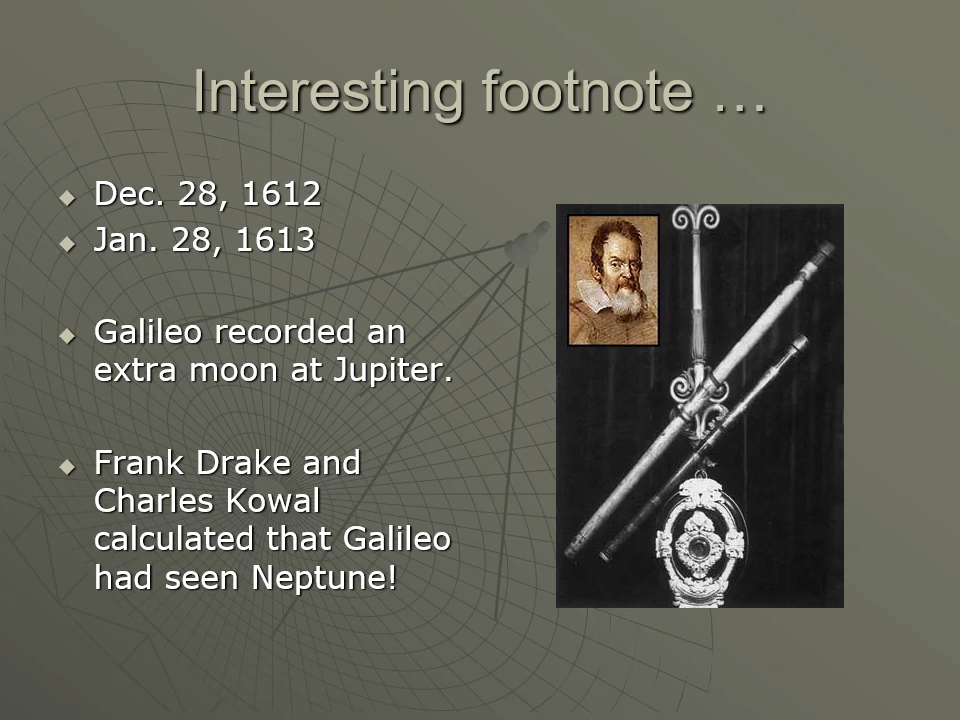 Interesting footnote …
Dec. 28, 1612
Jan. 28, 1613
Galileo recorded an
extra moon at Jupiter.
Frank Drake and
Charles Kowal
calculated that Galileo
had seen Neptune!